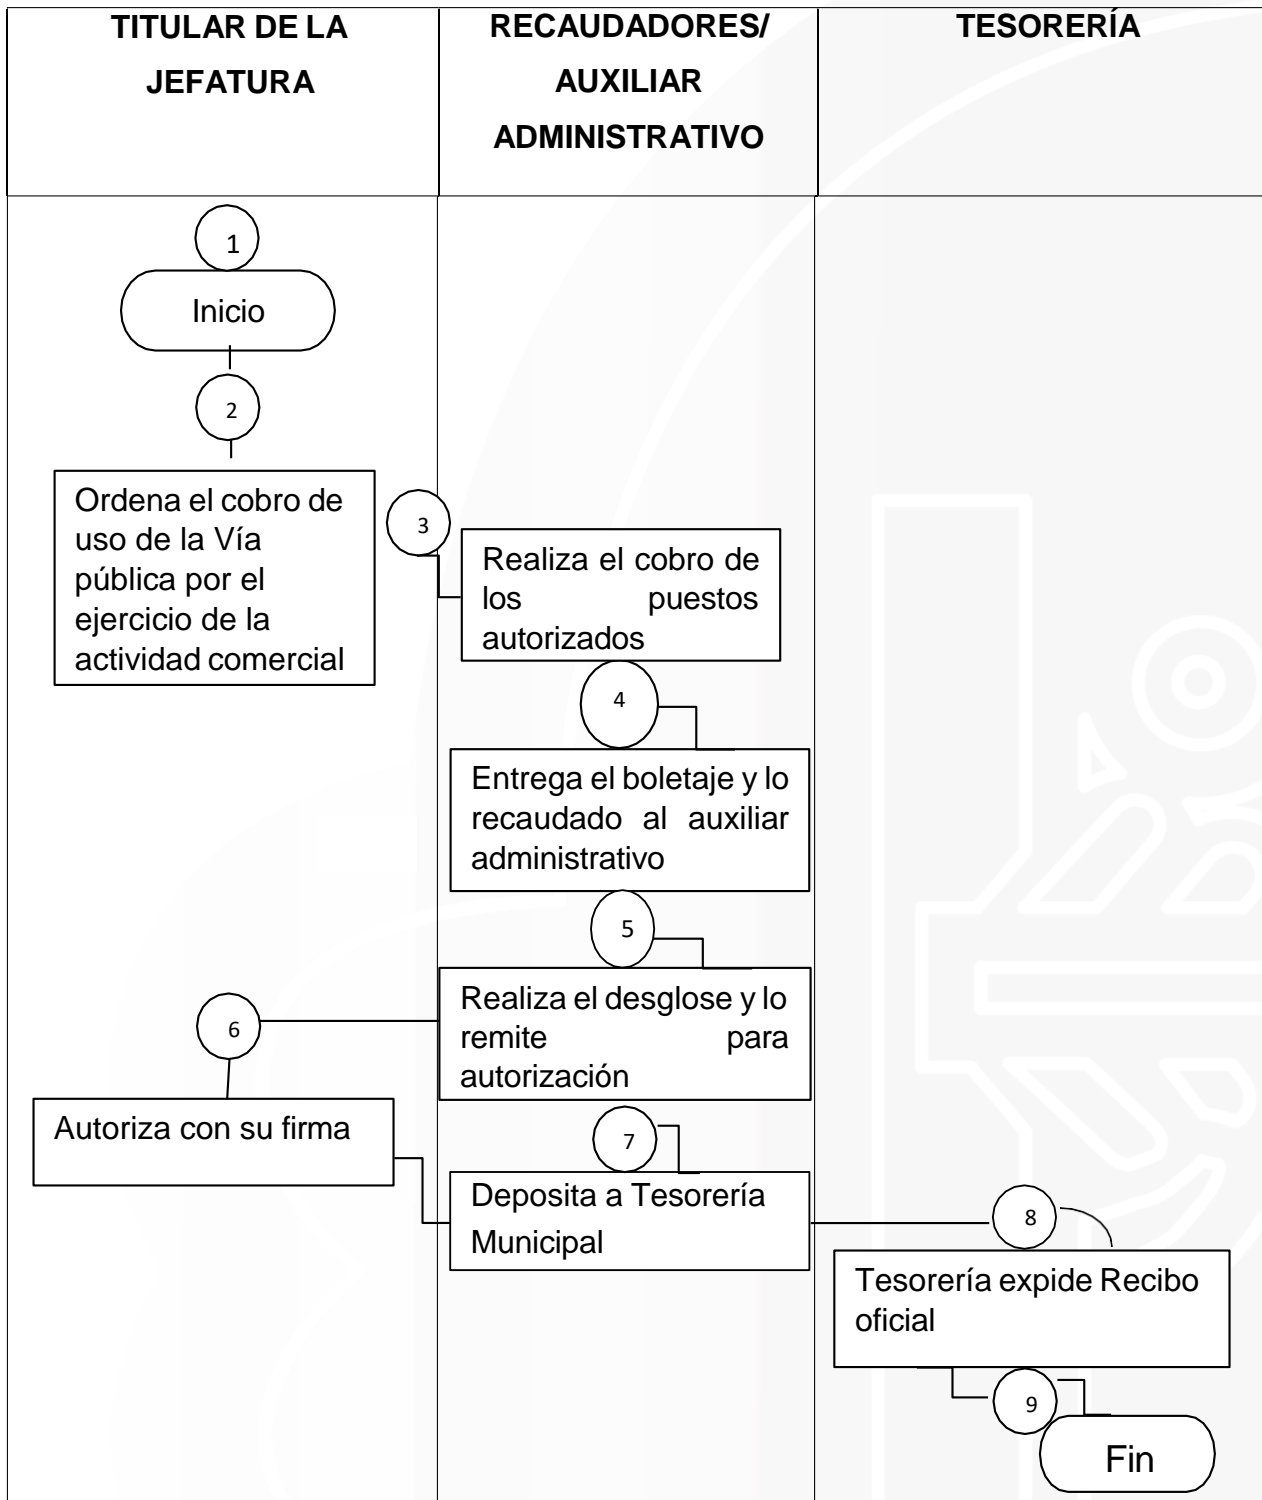 TITULAR DE LA
JEFATURA
RECAUDADORES/
AUXILIAR
ADMINISTRATIVO
TESORERÍA
1
Inicio
2
Ordena el cobro de
uso de la Vía
pública por el
ejercicio de la
actividad comercial
3
Realiza el cobro de
los puestos
autorizados
4
Entrega el boletaje y lo
recaudado al auxiliar
administrativo
5
Realiza el desglose y lo
remite para
autorización
6
Autoriza con su firma
7
Deposita a Tesorería
Municipal
8
Tesorería expide Recibo
oficial
9
Fin